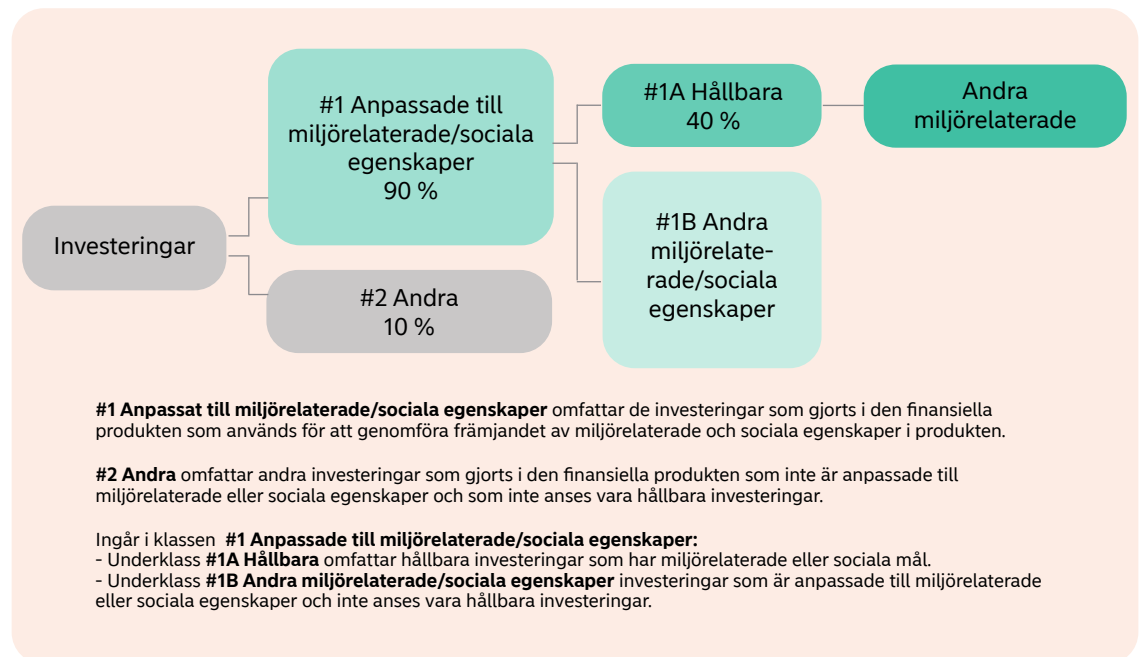 #1 Anpassade till
miljörelaterade/sociala
egenskaper
90 %
#1A Hållbara
40 %
Andra
miljörelaterade
Investeringar
#1B Andra
miljörelate-
rade/sociala
egenskaper
#2 Andra
10 %
#1 Anpassat till miljörelaterade/sociala egenskaper omfattar de investeringar som gjorts i den finansiella
produkten som används för att genomföra främjandet av miljörelaterade och sociala egenskaper i produkten.
#2 Andra omfattar andra investeringar som gjorts i den finansiella produkten som inte är anpassade till
miljörelaterade eller sociala egenskaper och som inte anses vara hållbara investeringar.
Ingår i klassen #1 Anpassade till miljörelaterade/sociala egenskaper:
- Underklass #1A Hållbara omfattar hållbara investeringar som har miljörelaterade eller sociala mål.
- Underklass #1B Andra miljörelaterade/sociala egenskaper investeringar som är anpassade till miljörelaterade
eller sociala egenskaper och inte anses vara hållbara investeringar.